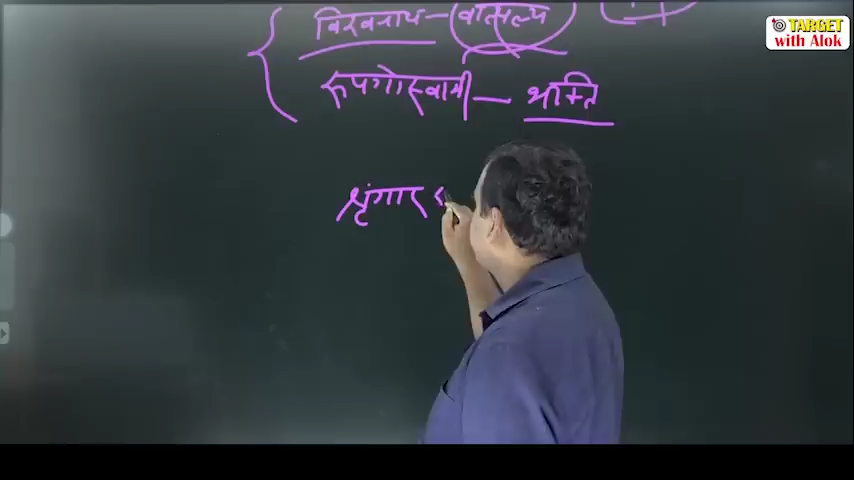 विश्वनाथ – वात्सल्य
रूपगोस्वामी – भक्ति
श्रृंगार
TARGET
with Alok